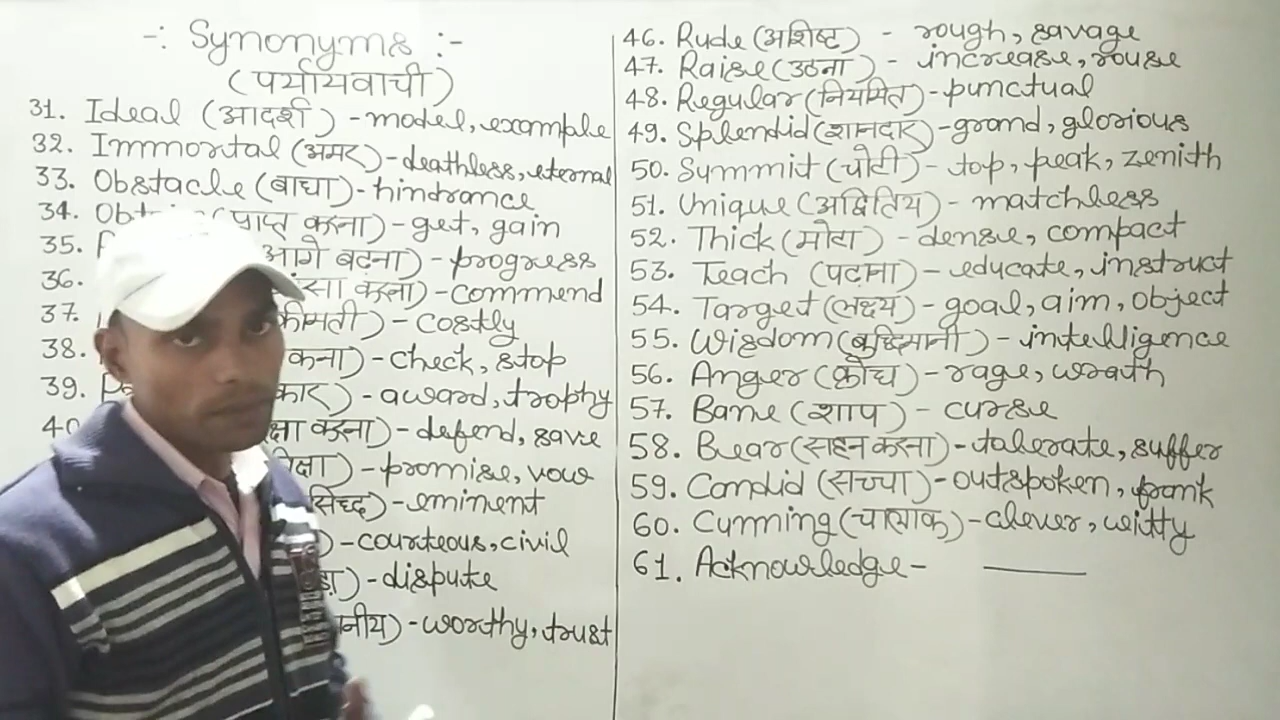 -: Synonyms :-
(पर्यायवाची)
31. Ideal (आदर्श) - model, example
32. Immortal (अमर) - deathless, eternal
33. Obstacle (बाधा) - hindrance
34. (प्राप्त करना) - get, gain
35. आगे बढ़ना) - progress
36. करना) - commend
37. कीमती) - costly
38. कना) - check, stop
39. कार) - award, trophy
40 क्षा करना) - defend, save
- promise, vow
सिध्द) - eminent
) - courteous, civil
) - dispute
नीय) - worthy, trust
46. Rude (अशिष्ट) - rough, savage
47. Raise (उठना) - increase, rouse
48. Regular (नियमित) - punctual
49. Splendid (शानदार) - grand, glorious
50. Summit (चोटी) - top, peak, zenith
51. Unique (अद्वितिय) - matchless
52. Thick (मोटा) - dense, compact
53. Teach (पढ़ाना) - educate, instruct
54. Target (लक्ष्य) - goal, aim, object
55. Wisdom (बुध्दिमानी) - intelligence
56. Anger (क्रोध) - rage, wrath
57. Bane (शाप) - curse
58. Bear (सहन करना) - tolerate, suffer
59. Candid (सच्चा) - outspoken, frank
60. Cunning (चालाक) - clever, witty
61. Acknowledge - ———